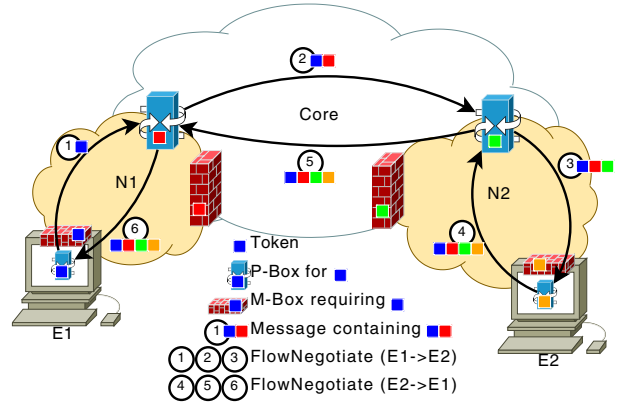 2
Core
1
N1
5
3
N2
6
4
Token
P-Box for
M-Box requiring
1 Message containing
E1
1 2 3 FlowNegotiate (E1->E2)
E2
4 5 6 FlowNegotiate (E2->E1)